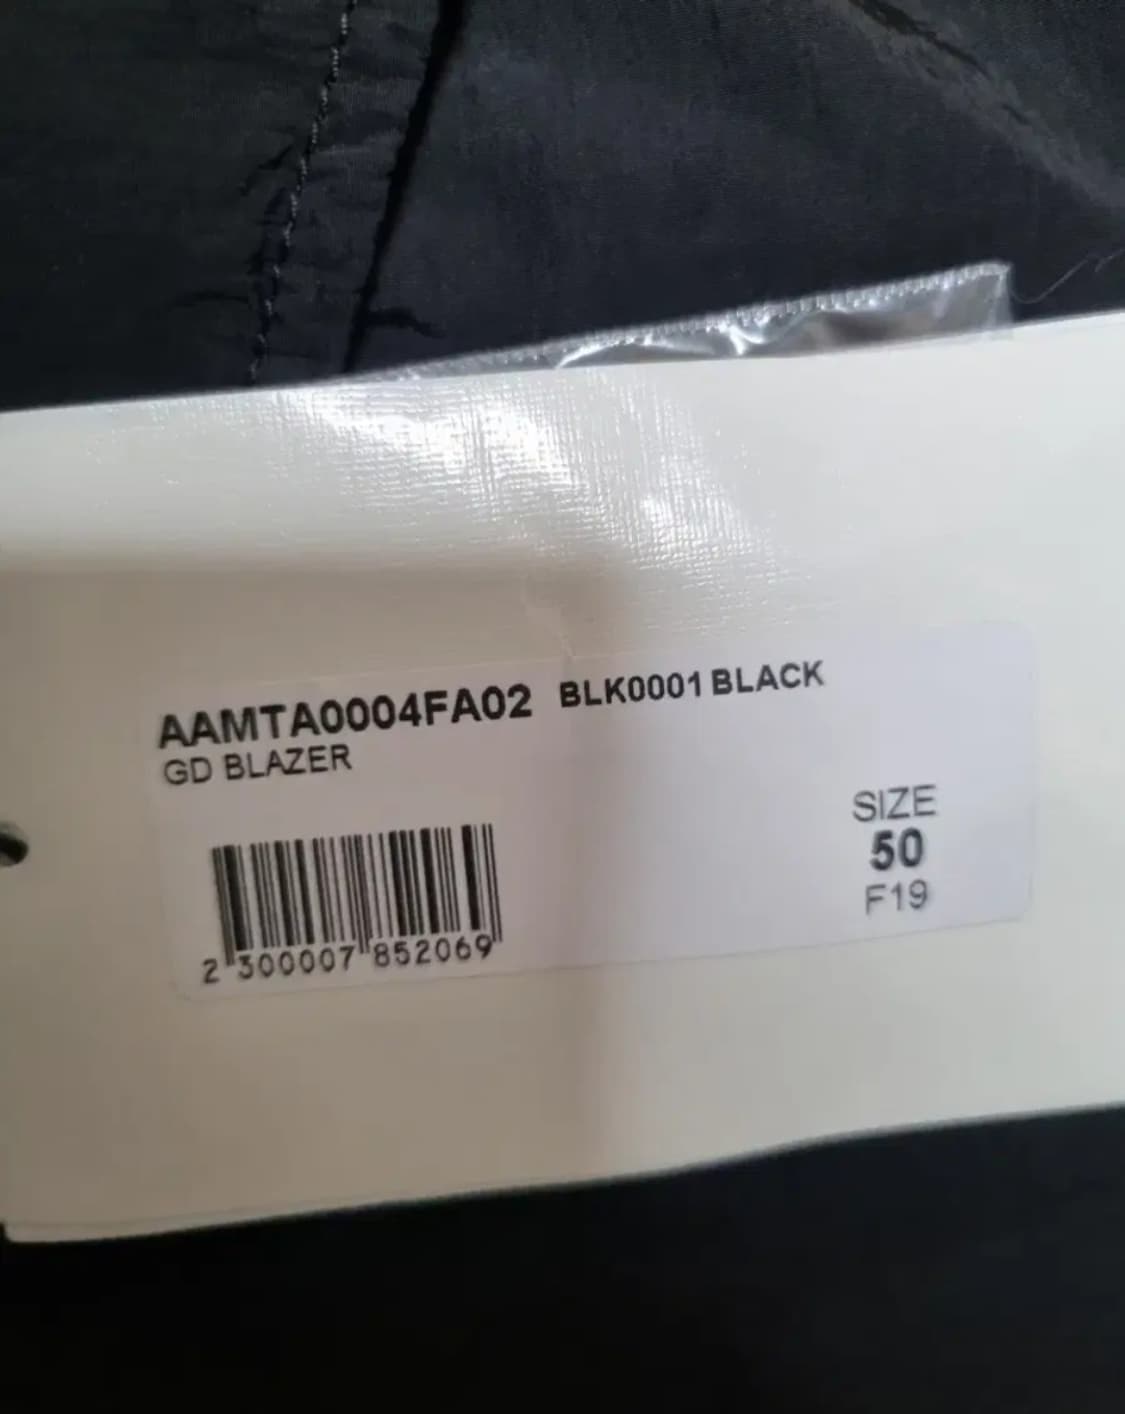 AAMTA0004FA02 BLK0001 BLACK
GD BLAZER
SIZE
50
F19
2 300007 852069